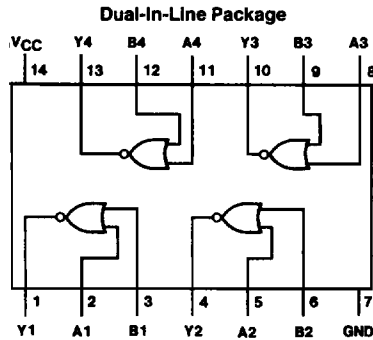 Dual-In-Line Package
VCC Y4 B4 A4 Y3 B3 A3
14 13 12 11 10 9 8
1 2 3 4 5 6 7
Y1 A1 B1 Y2 A2 B2 GND